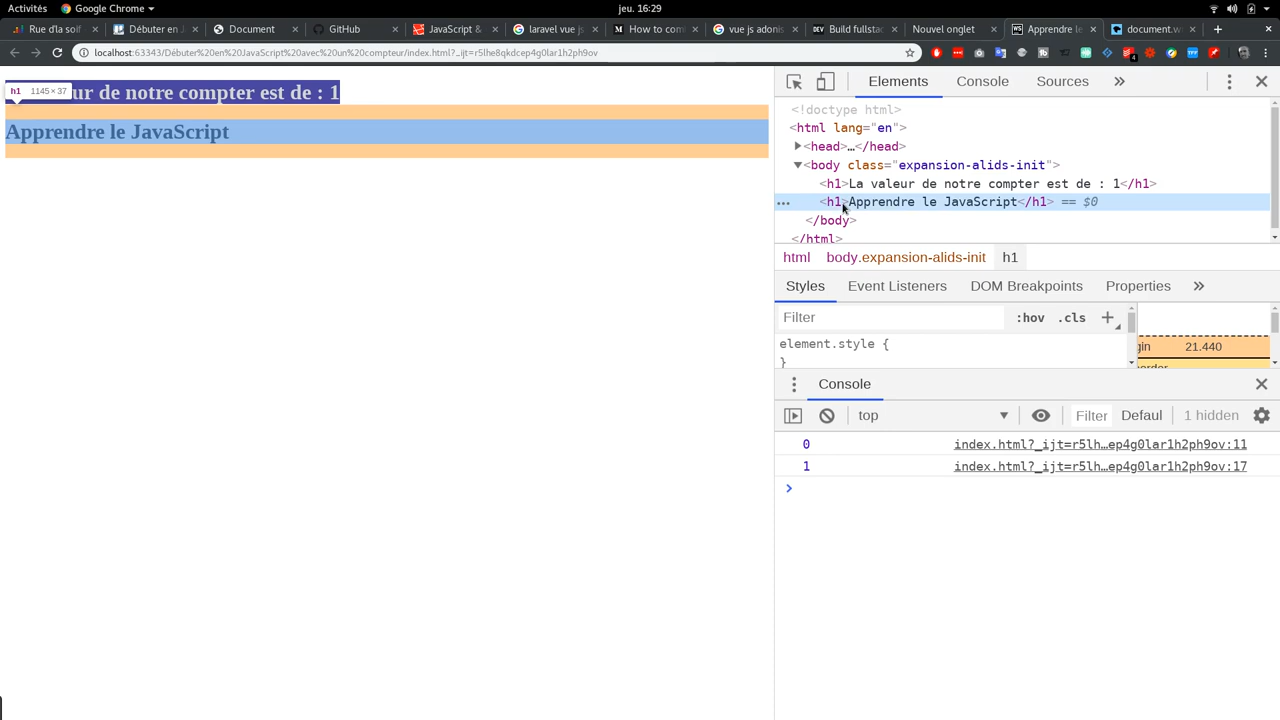 Activités Google Chrome jeu. 16:29
Rue d'la soif Débuter en J Document GitHub JavaScript & laravel vue js How to com vue js adonis Build fullsta Nouvel onglet Apprendre le document.w
localhost:63343/Débuter%20en%20JavaScript%20avec%20un%20compteur/index.html?_ijt=r5lhe8qkdcep4g0lar1h2ph9ov
h1 1145 × 37
ur de notre compter est de : 1
Apprendre le JavaScript
Elements Console Sources
<!doctype html>
<html lang="en">
<head>…</head>
<body class="expansion-alids-init">
<h1>La valeur de notre compter est de : 1</h1>
<h1>Apprendre le JavaScript</h1> == $0
</body>
</html>
html body.expansion-alids-init h1
Styles Event Listeners DOM Breakpoints Properties
Filter :hov .cls
element.style {
}
gin 21.440
Console
top Filter Defaul 1 hidden
0 index.html?_ijt=r5lh…ep4g0lar1h2ph9ov:11
1 index.html?_ijt=r5lh…ep4g0lar1h2ph9ov:17